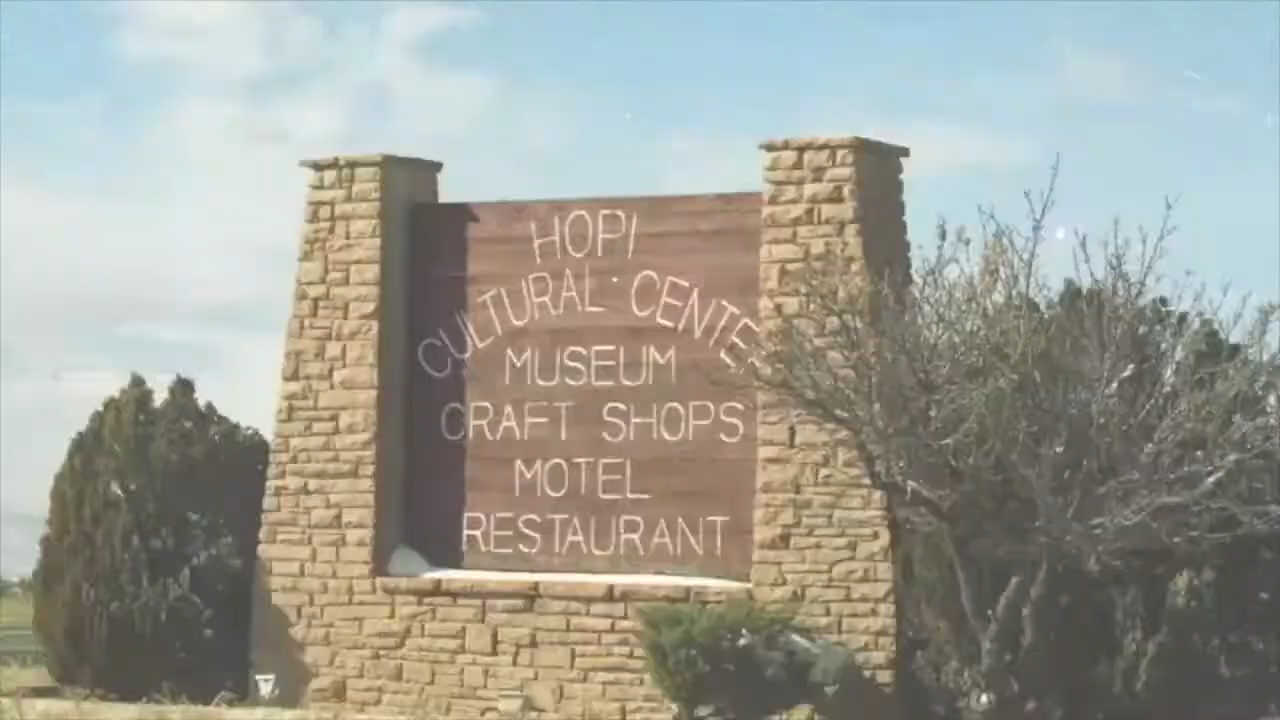 HOPI
CULTURAL · CENTER
MUSEUM
CRAFT SHOPS
MOTEL
RESTAURANT